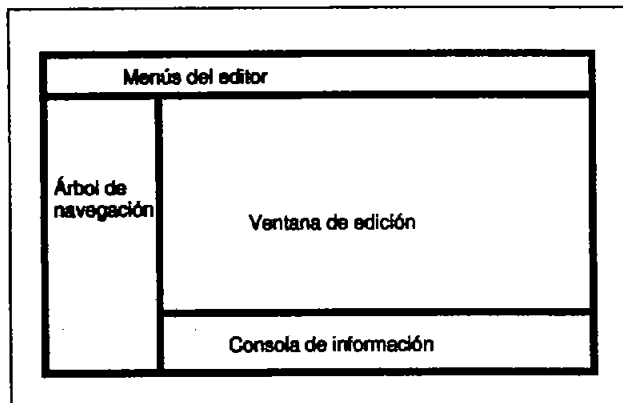 Menús del editor
Árbol de
navegación
Ventana de edición
Consola de información